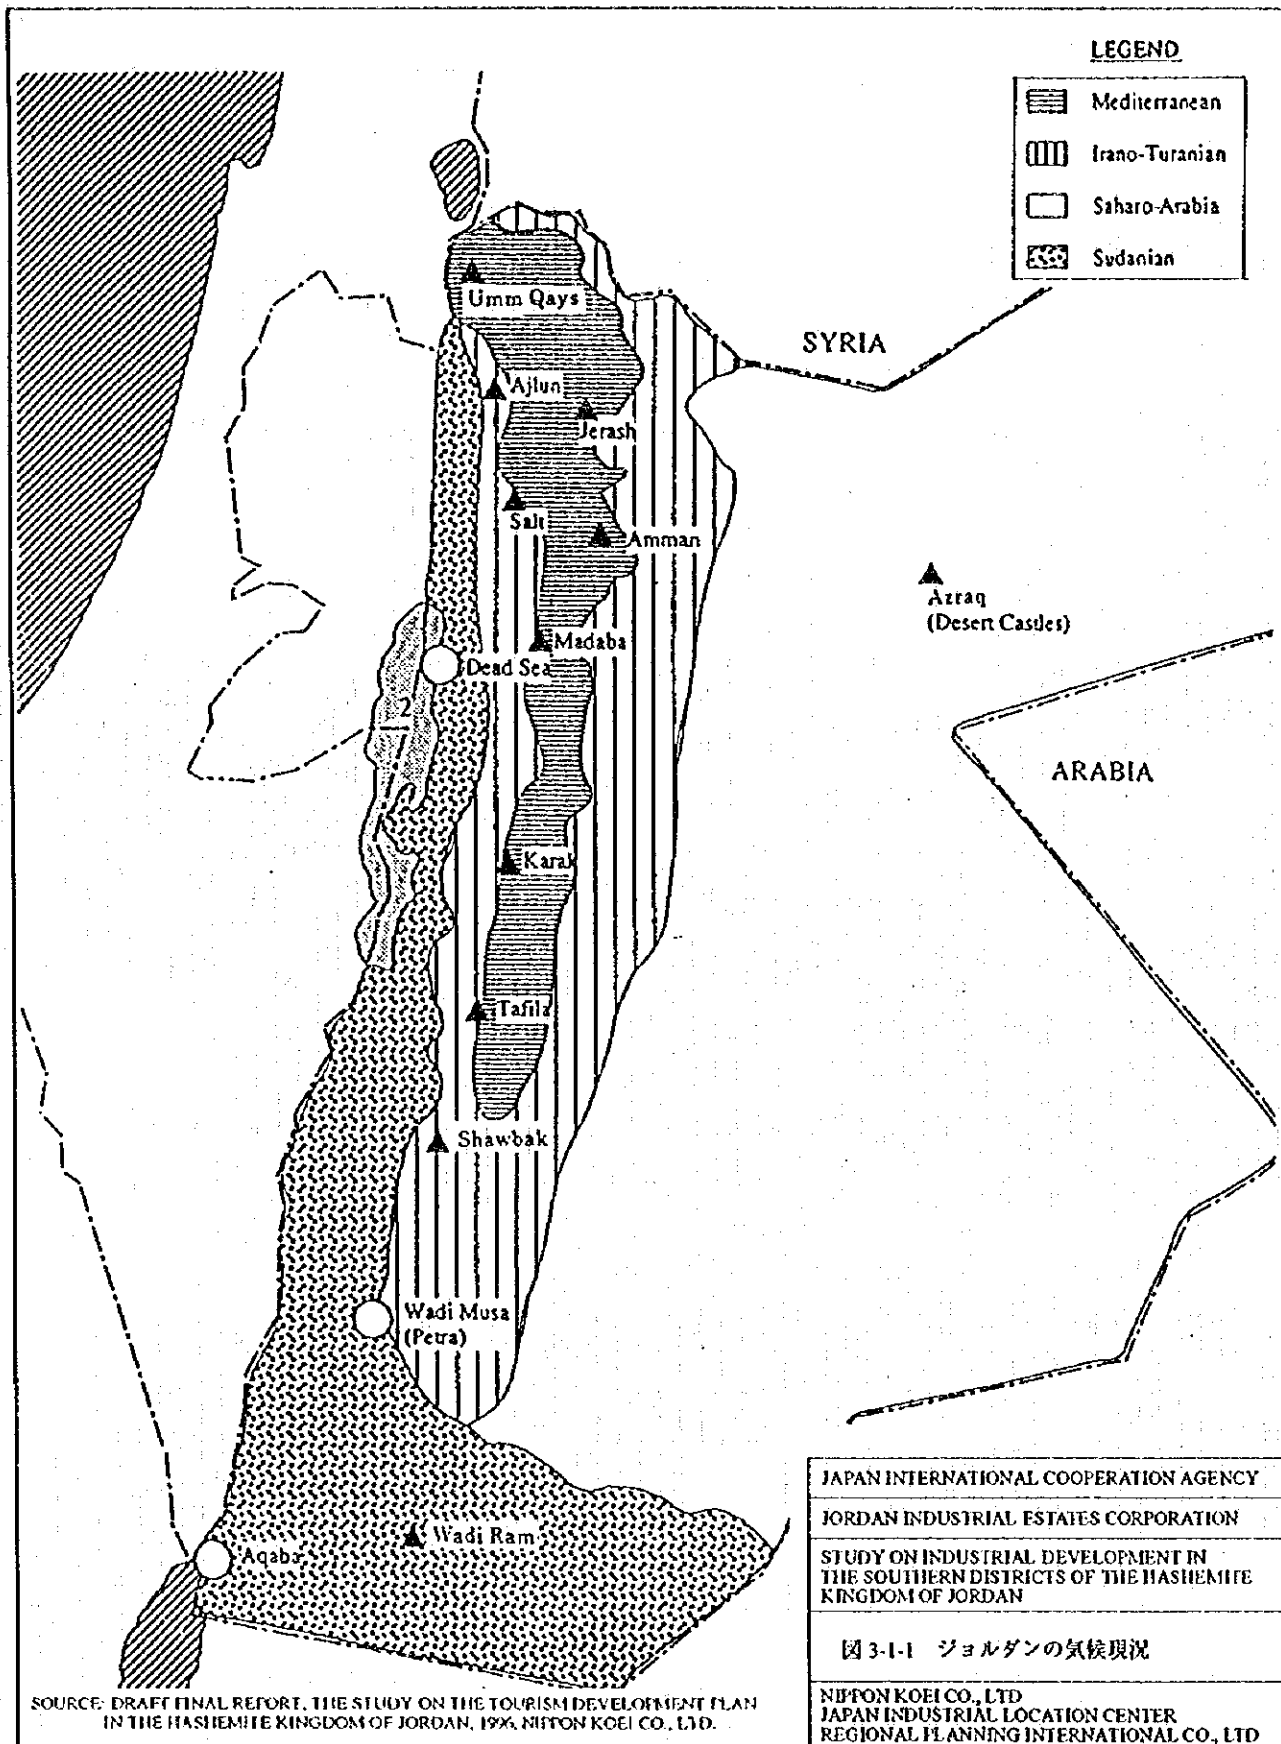 LEGEND
Mediterranean
Irano-Turanian
Saharo-Arabia
Sudanian
Umm Qays
SYRIA
Ajlun
Jerash
Salt
Amman
Azraq
(Desert Castles)
Madaba
Dead Sea
2
ARABIA
Karak
Tafila
Shawbak
Wadi Musa
(Petra)
Wadi Ram
Aqaba
JAPAN INTERNATIONAL COOPERATION AGENCY
JORDAN INDUSTRIAL ESTATES CORPORATION
STUDY ON INDUSTRIAL DEVELOPMENT IN
THE SOUTHERN DISTRICTS OF THE HASHEMITE
KINGDOM OF JORDAN
図 3-1-1 ジョルダンの気候現況
NIPPON KOEI CO., LTD
JAPAN INDUSTRIAL LOCATION CENTER
REGIONAL PLANNING INTERNATIONAL CO., LTD
SOURCE: DRAFT FINAL REPORT, THE STUDY ON THE TOURISM DEVELOPMENT PLAN
IN THE HASHEMITE KINGDOM OF JORDAN, 1996, NIPPON KOEI CO., LTD.